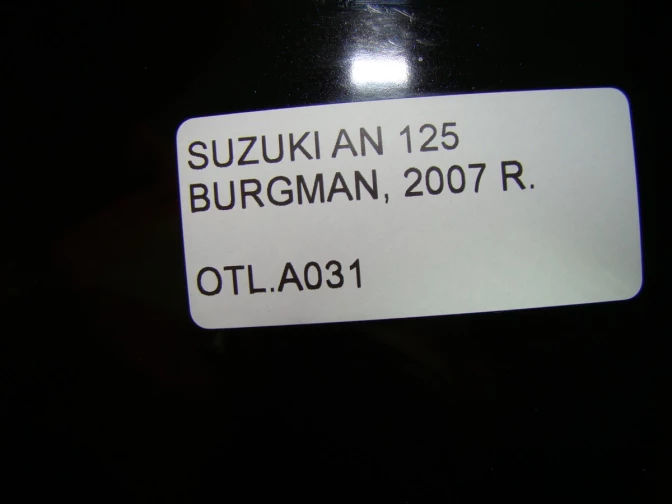 SUZUKI AN 125
BURGMAN, 2007 R.
OTL.A031